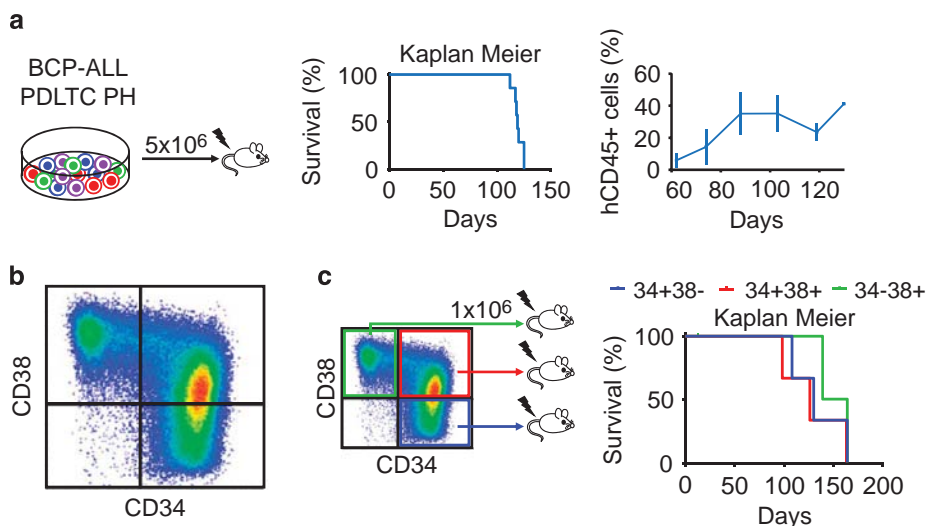 a
BCP-ALL
PDLTC PH
5x10⁶
Kaplan Meier
Survival (%)
100
50
0
0 50 100 150
Days
hCD45+ cells (%)
60
40
20
0
60 80 100 120
Days
b
CD38
CD34
c
1x10⁶
CD38
CD34
34+38- 34+38+ 34-38+
Kaplan Meier
Survival (%)
100
50
0
0 50 100 150 200
Days